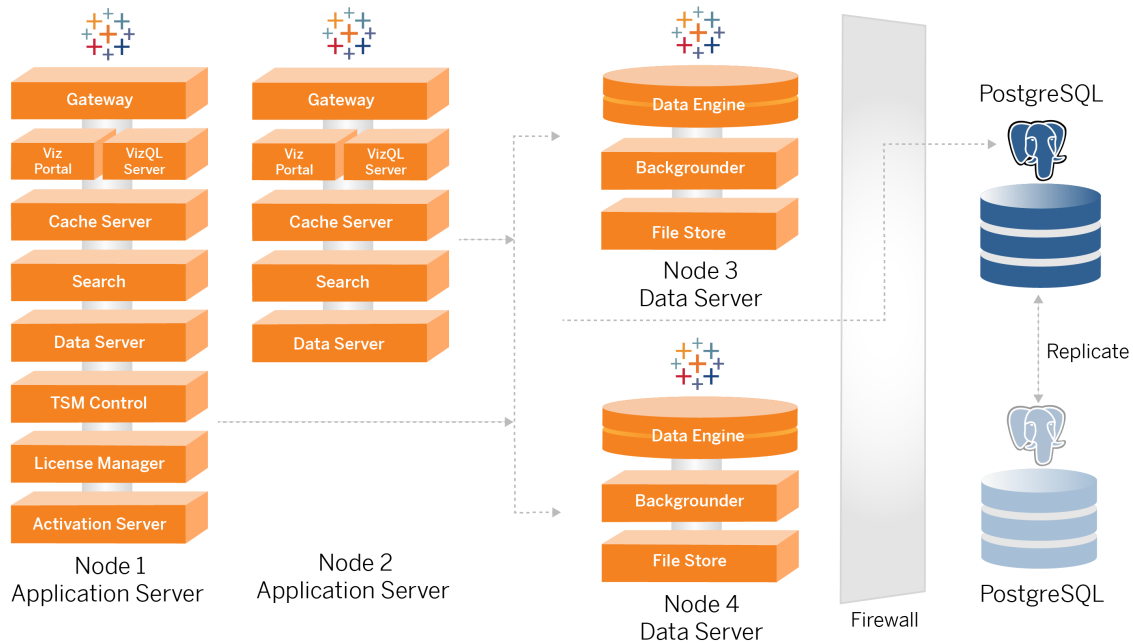 Gateway
Viz
Portal
VizQL
Server
Cache Server
Search
Data Server
TSM Control
License Manager
Activation Server
Node 1
Application Server
Gateway
Viz
Portal
VizQL
Server
Cache Server
Search
Data Server
Node 2
Application Server
Data Engine
Backgrounder
File Store
Node 3
Data Server
Data Engine
Backgrounder
File Store
Node 4
Data Server
Firewall
PostgreSQL
Replicate
PostgreSQL